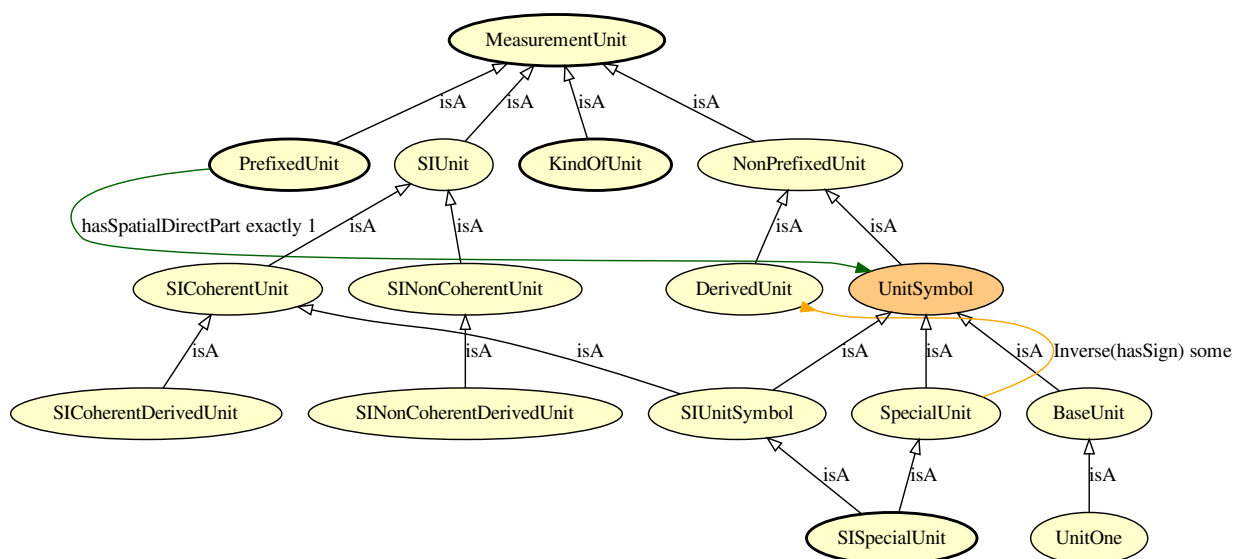 MeasurementUnit
isA
isA
isA
isA
PrefixedUnit
SIUnit
KindOfUnit
NonPrefixedUnit
hasSpatialDirectPart exactly 1
isA
isA
isA
isA
SICoherentUnit
SINonCoherentUnit
DerivedUnit
UnitSymbol
isA
isA
isA
isA
isA
isA
Inverse(hasSign) some
SICoherentDerivedUnit
SINonCoherentDerivedUnit
SIUnitSymbol
SpecialUnit
BaseUnit
isA
isA
isA
SISpecialUnit
UnitOne